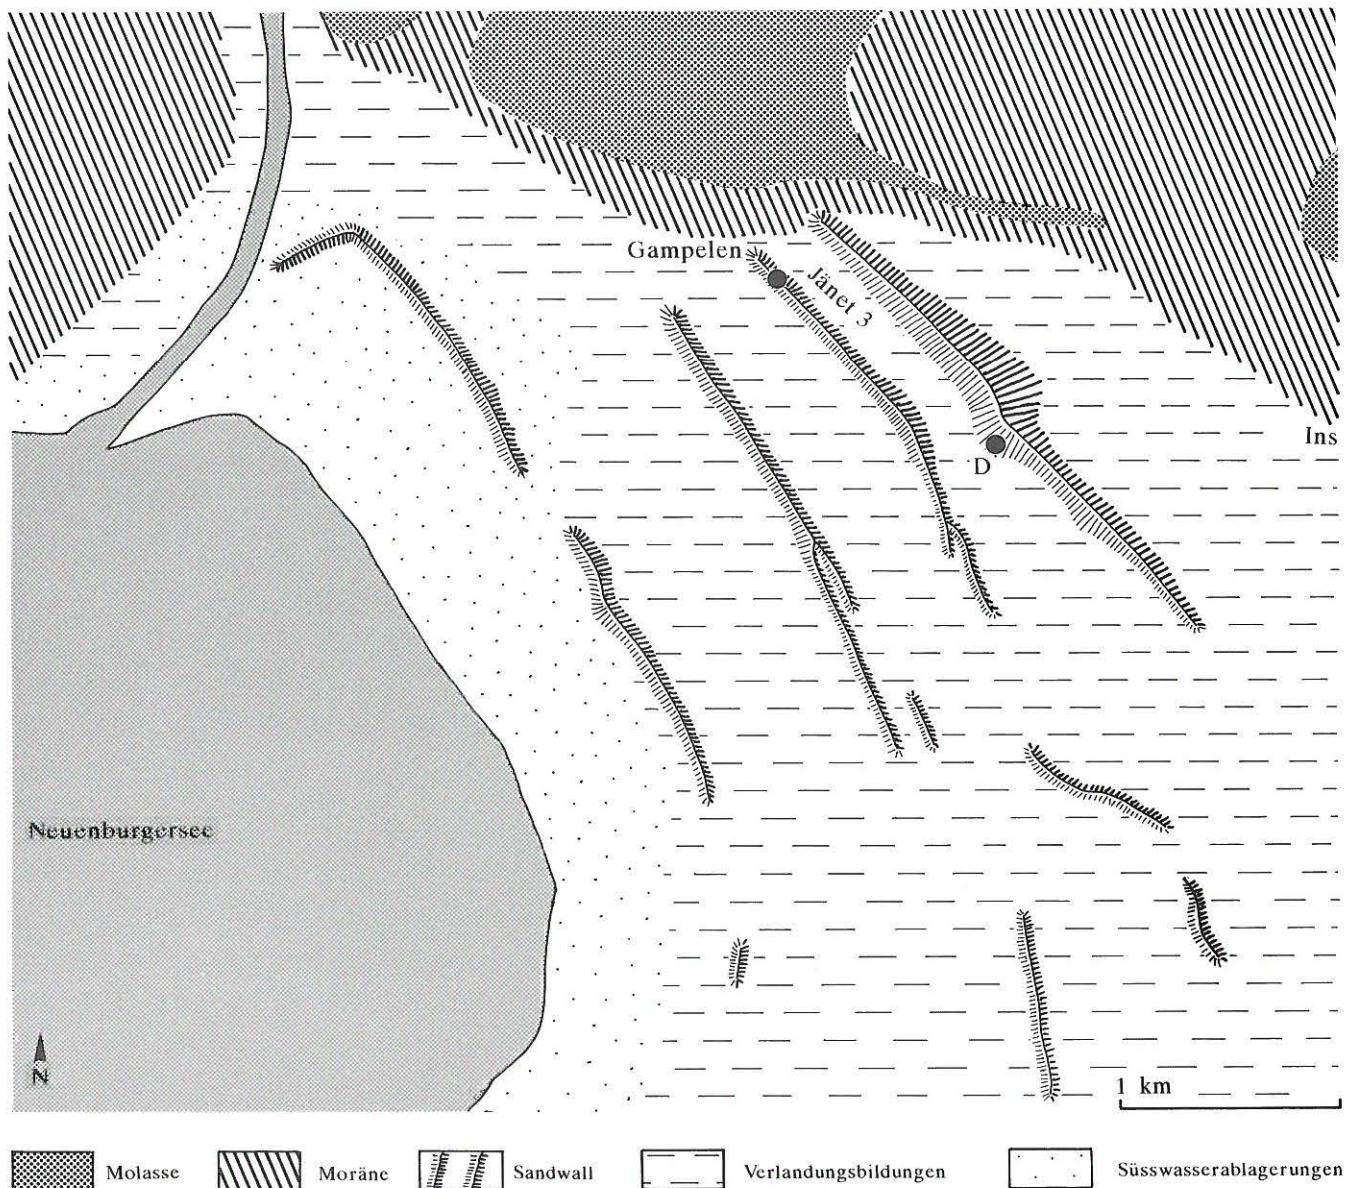 Gampelen
Jänet 3
Ins
D
Neuenburgersee
N
1 km
Molasse
Moräne
Sandwall
Verlandungsbildungen
Süsswasserablagerungen